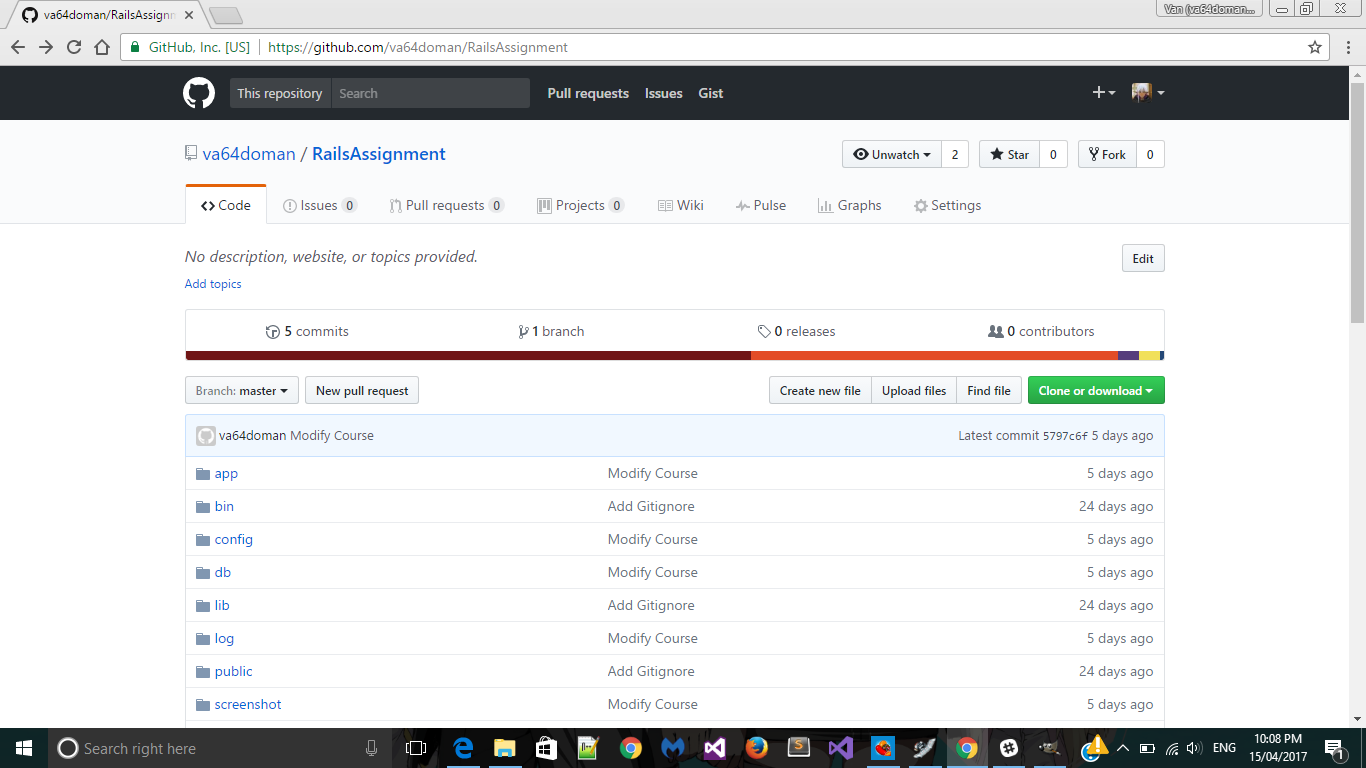 va64doman/RailsAssignm
Van (va64doman...
GitHub, Inc. [US]
https://github.com/va64doman/RailsAssignment
This repository
Search
Pull requests
Issues
Gist
va64doman / RailsAssignment
Unwatch 2
Star 0
Fork 0
Code
Issues 0
Pull requests 0
Projects 0
Wiki
Pulse
Graphs
Settings
No description, website, or topics provided.
Edit
Add topics
5 commits
1 branch
0 releases
0 contributors
Branch: master
New pull request
Create new file
Upload files
Find file
Clone or download
va64doman Modify Course
Latest commit 5797c6f 5 days ago
app Modify Course 5 days ago
bin Add Gitignore 24 days ago
config Modify Course 5 days ago
db Modify Course 5 days ago
lib Add Gitignore 24 days ago
log Modify Course 5 days ago
public Add Gitignore 24 days ago
screenshot Modify Course 5 days ago
Search right here
ENG
10:08 PM
15/04/2017
1